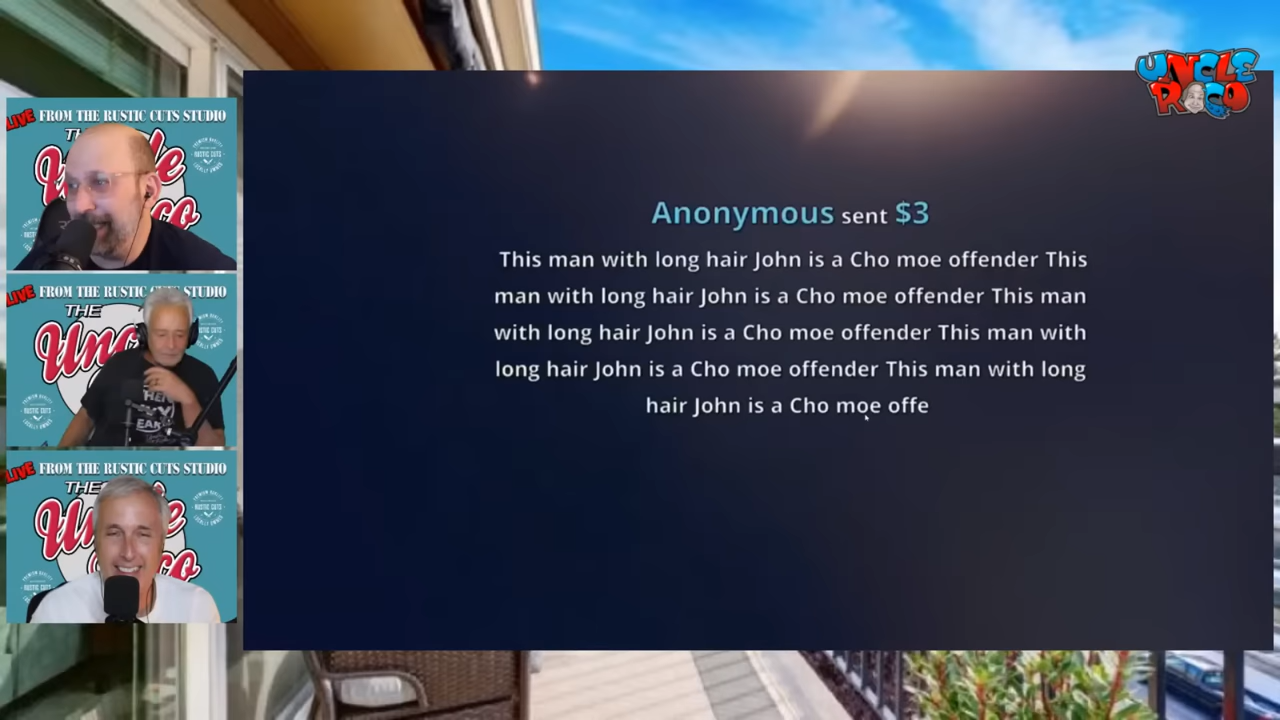 UNCLE
ROCO
LIVE FROM THE RUSTIC CUTS STUDIO
LIVE FROM THE RUSTIC STUDIO
THE
LIVE FROM THE RUSTIC CUTS STUDIO
THE
Anonymous sent $3
This man with long hair John is a Cho moe offender This
man with long hair John is a Cho moe offender This man
with long hair John is a Cho moe offender This man with
long hair John is a Cho moe offender This man with long
hair John is a Cho moe offe